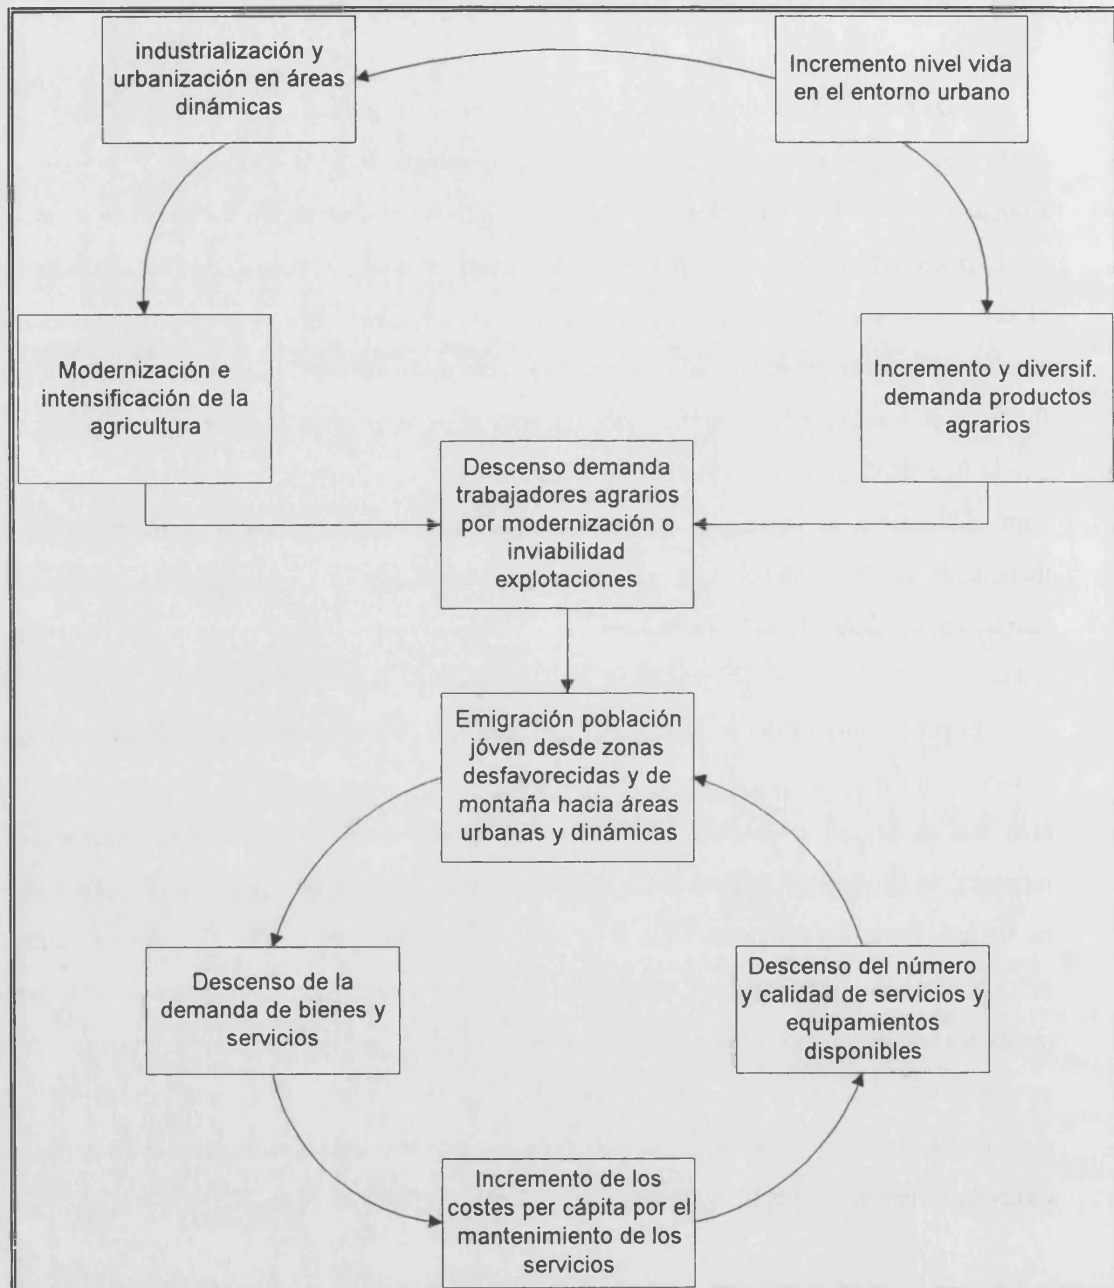 industrialización y
urbanización en áreas
dinámicas
Incremento nivel vida
en el entorno urbano
Modernización e
intensificación de la
agricultura
Incremento y diversif.
demanda productos
agrarios
Descenso demanda
trabajadores agrarios
por modernización o
inviabilidad
explotaciones
Emigración población
jóven desde zonas
desfavorecidas y de
montaña hacia áreas
urbanas y dinámicas
Descenso de la
demanda de bienes y
servicios
Descenso del número
y calidad de servicios y
equipamientos
disponibles
Incremento de los
costes per cápita por el
mantenimiento de los
servicios